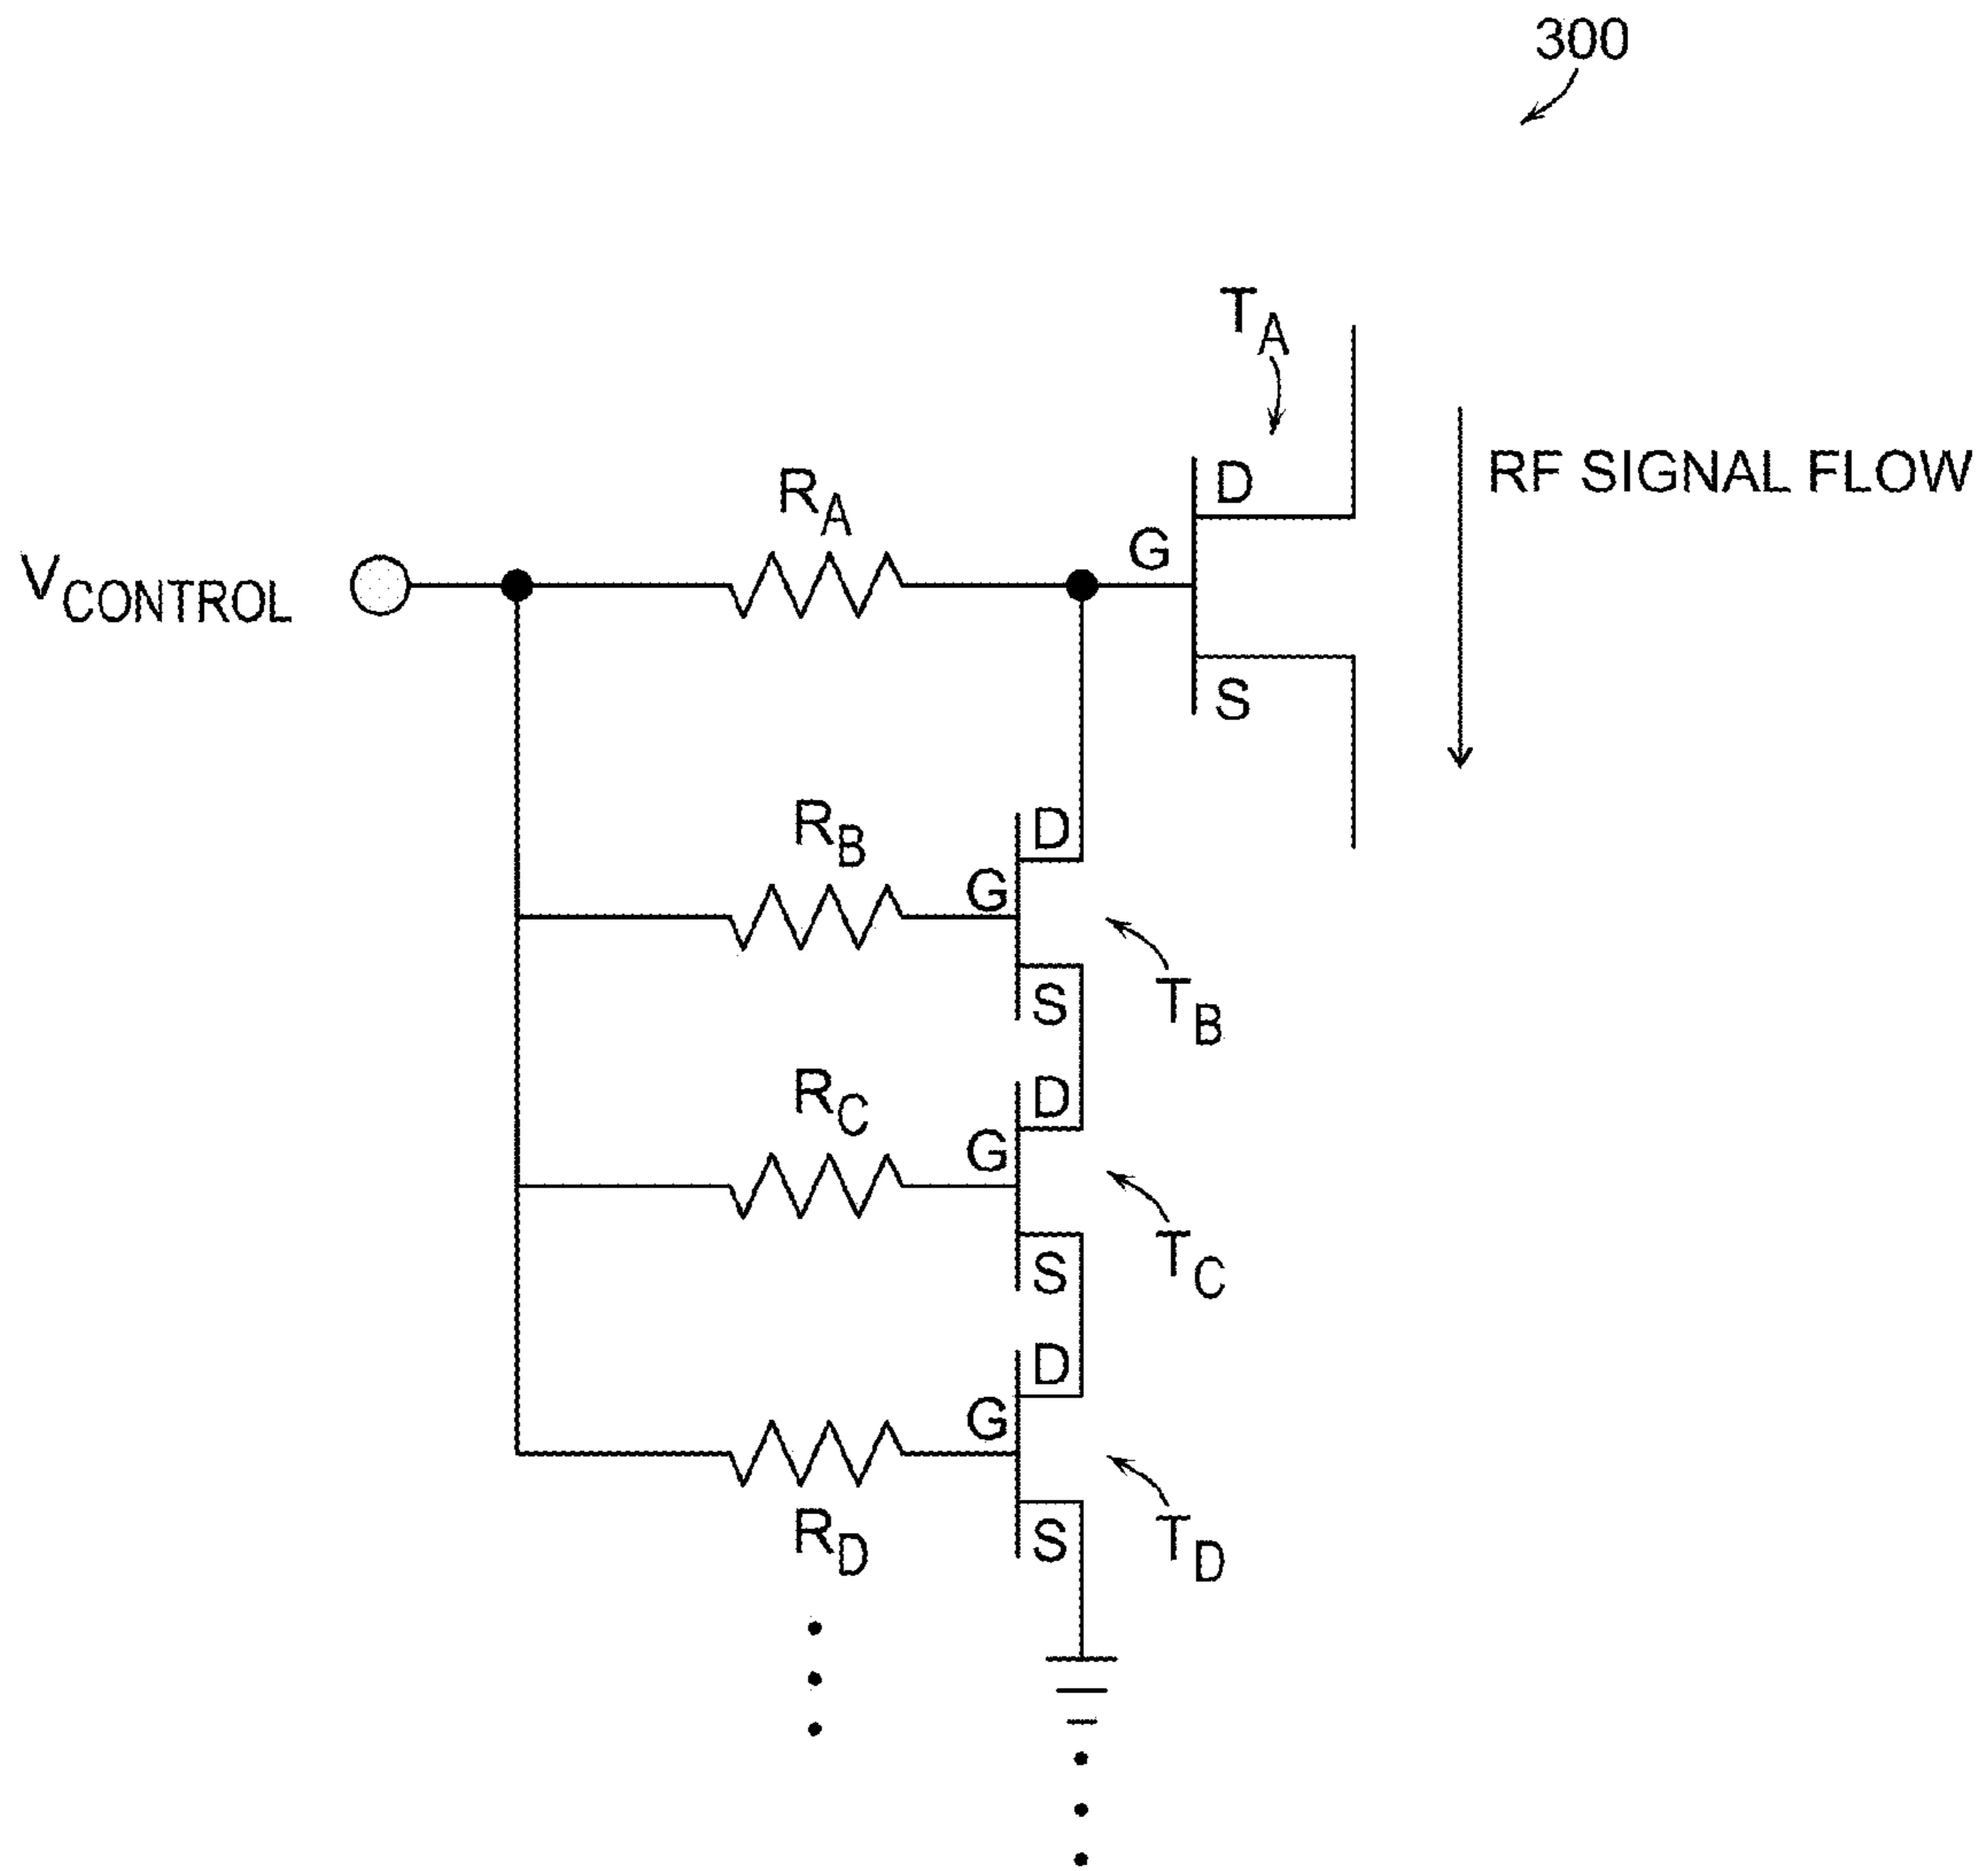 300
TA
D
RF SIGNAL FLOW
RA
G
VCONTROL
S
RB
D
G
S
TB
RC
D
G
S
TC
D
G
RD
S
TD